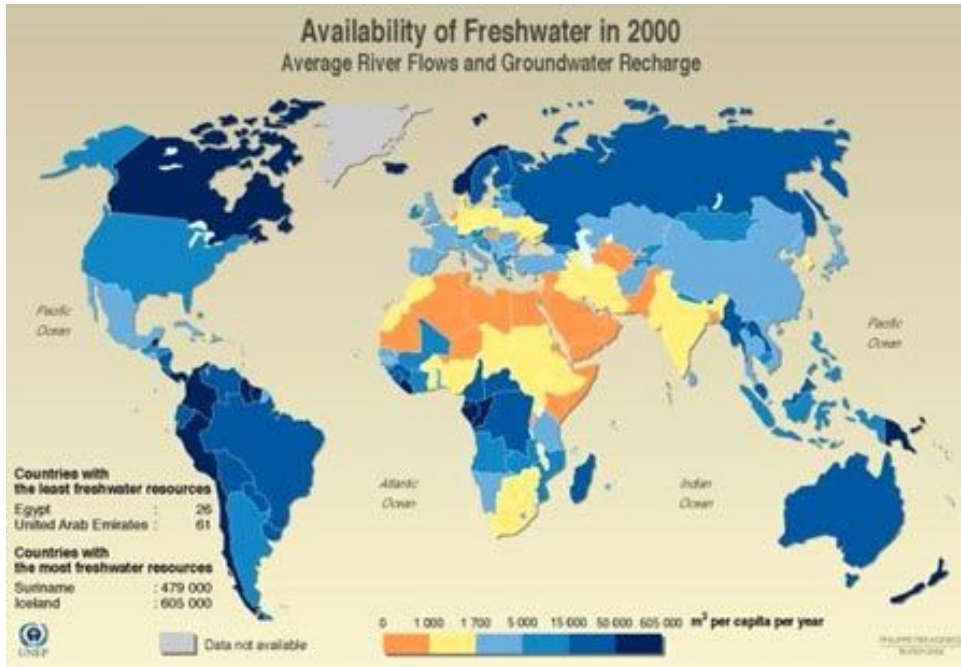 Availability of Freshwater in 2000
Average River Flows and Groundwater Recharge
Pacific
Ocean
Pacific
Ocean
Atlantic
Ocean
Indian
Ocean
Countries with
the least freshwater resources
Egypt : 26
United Arab Emirates : 61
Countries with
the most freshwater resources
Suriname : 479 000
Iceland : 605 000
0 1 000 1 700 5 000 15 000 50 000 605 000 m³ per capita per year
Data not available
UNEP